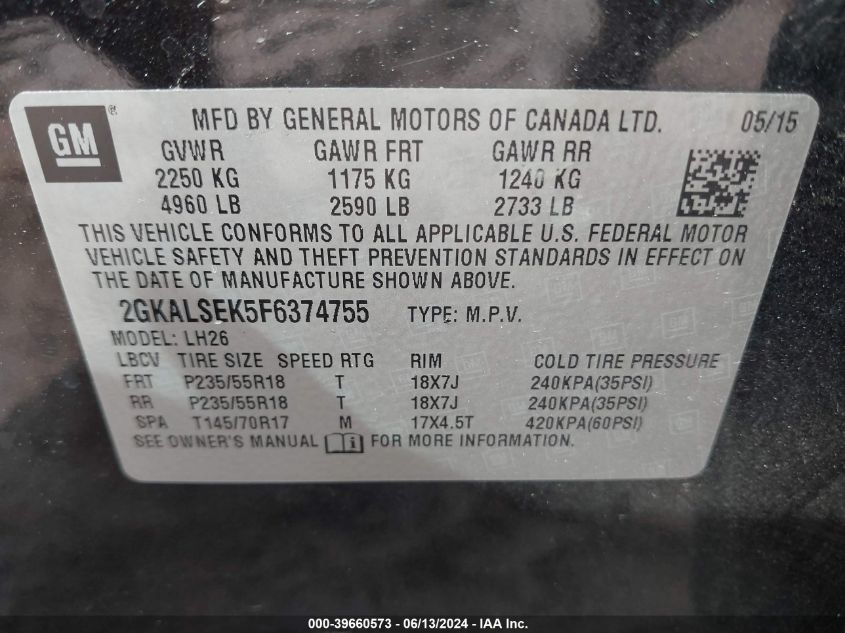 GM ® MFD BY GENERAL MOTORS OF CANADA LTD. 05/15
GVWR GAWR FRT GAWR RR
2250 KG 1175 KG 1240 KG
4960 LB 2590 LB 2733 LB
THIS VEHICLE CONFORMS TO ALL APPLICABLE U.S. FEDERAL MOTOR
VEHICLE SAFETY AND THEFT PREVENTION STANDARDS IN EFFECT ON
THE DATE OF MANUFACTURE SHOWN ABOVE.
2GKALSEK5F6374755 TYPE: M.P.V.
MODEL: LH26
LBCV TIRE SIZE SPEED RTG RIM COLD TIRE PRESSURE
FRT P235/55R18 T 18X7J 240KPA(35PSI)
RR P235/55R18 T 18X7J 240KPA(35PSI)
SPA T145/70R17 M 17X4.5T 420KPA(60PSI)
SEE OWNER'S MANUAL FOR MORE INFORMATION.
000-39660573 - 06/13/2024 - IAA Inc.